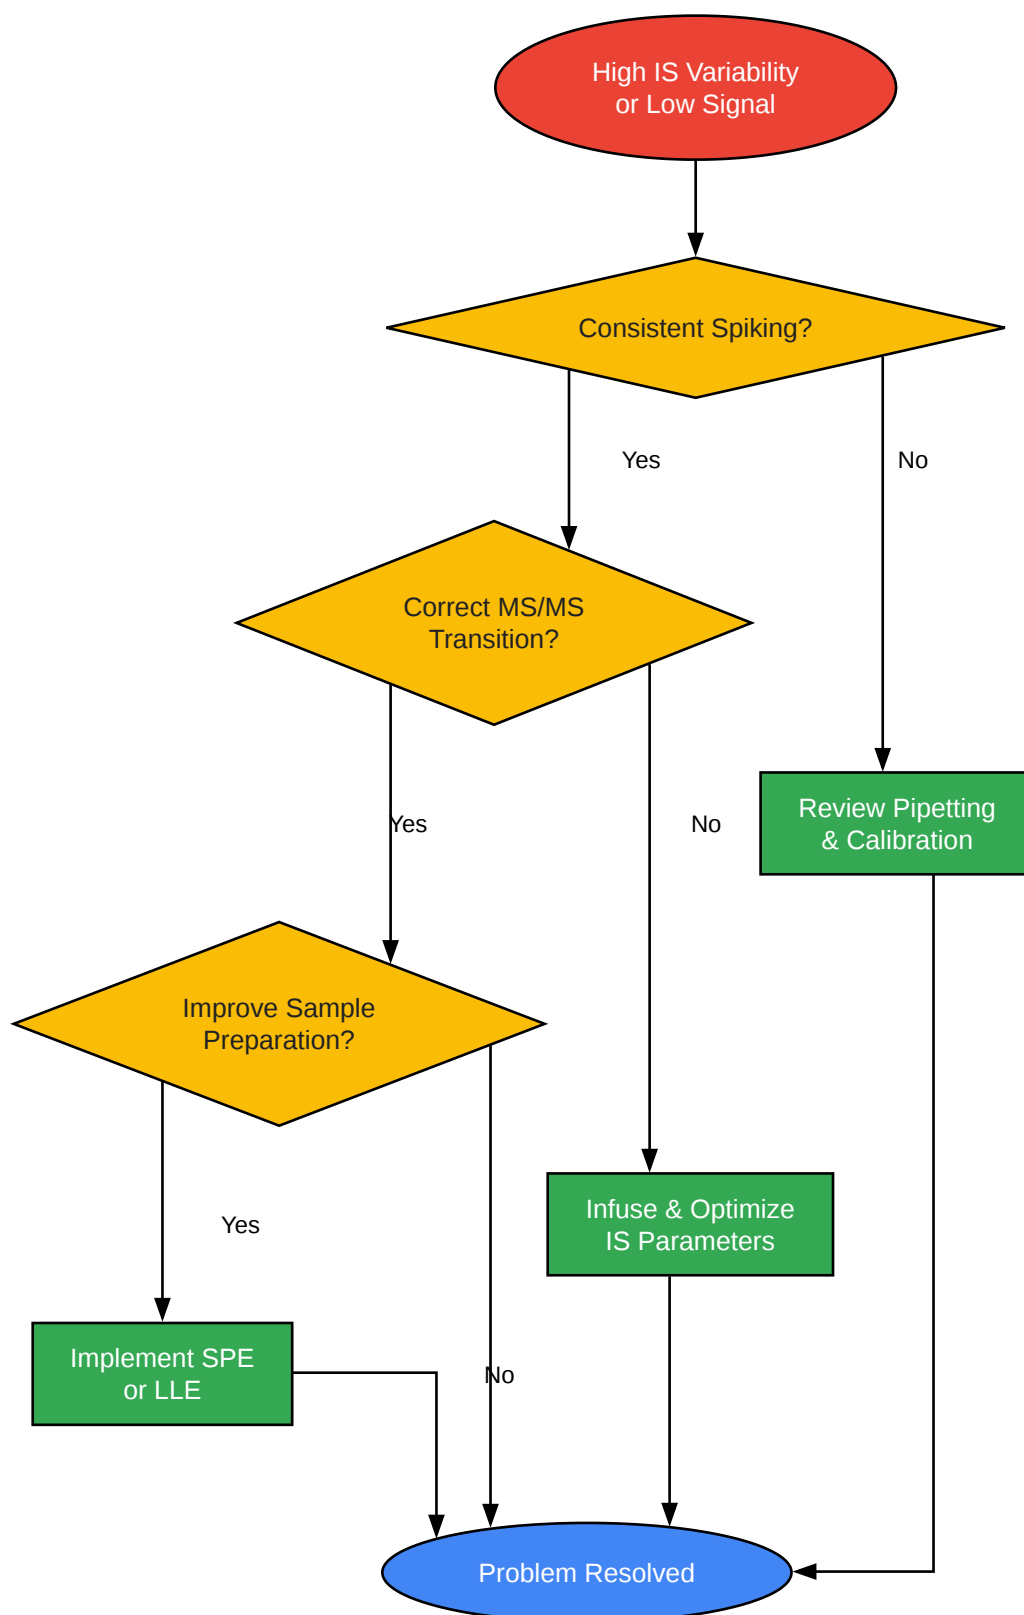 High IS Variability
or Low Signal
Consistent Spiking?
Yes
No
Correct MS/MS
Transition?
Yes
No
Review Pipetting
& Calibration
Improve Sample
Preparation?
Yes
Infuse & Optimize
IS Parameters
Implement SPE
or LLE
No
Problem Resolved